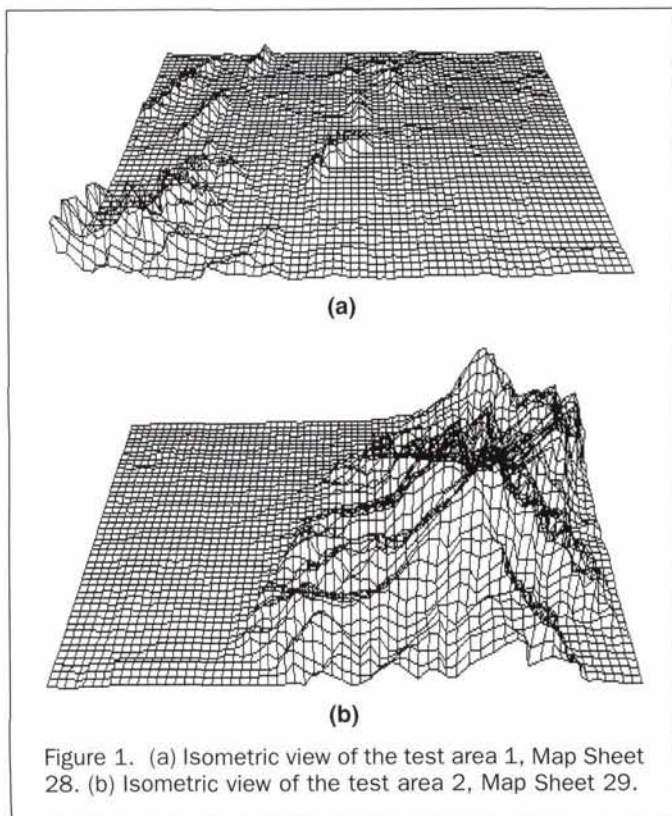 (a)
(b)
Figure 1. (a) Isometric view of the test area 1, Map Sheet
28. (b) Isometric view of the test area 2, Map Sheet 29.